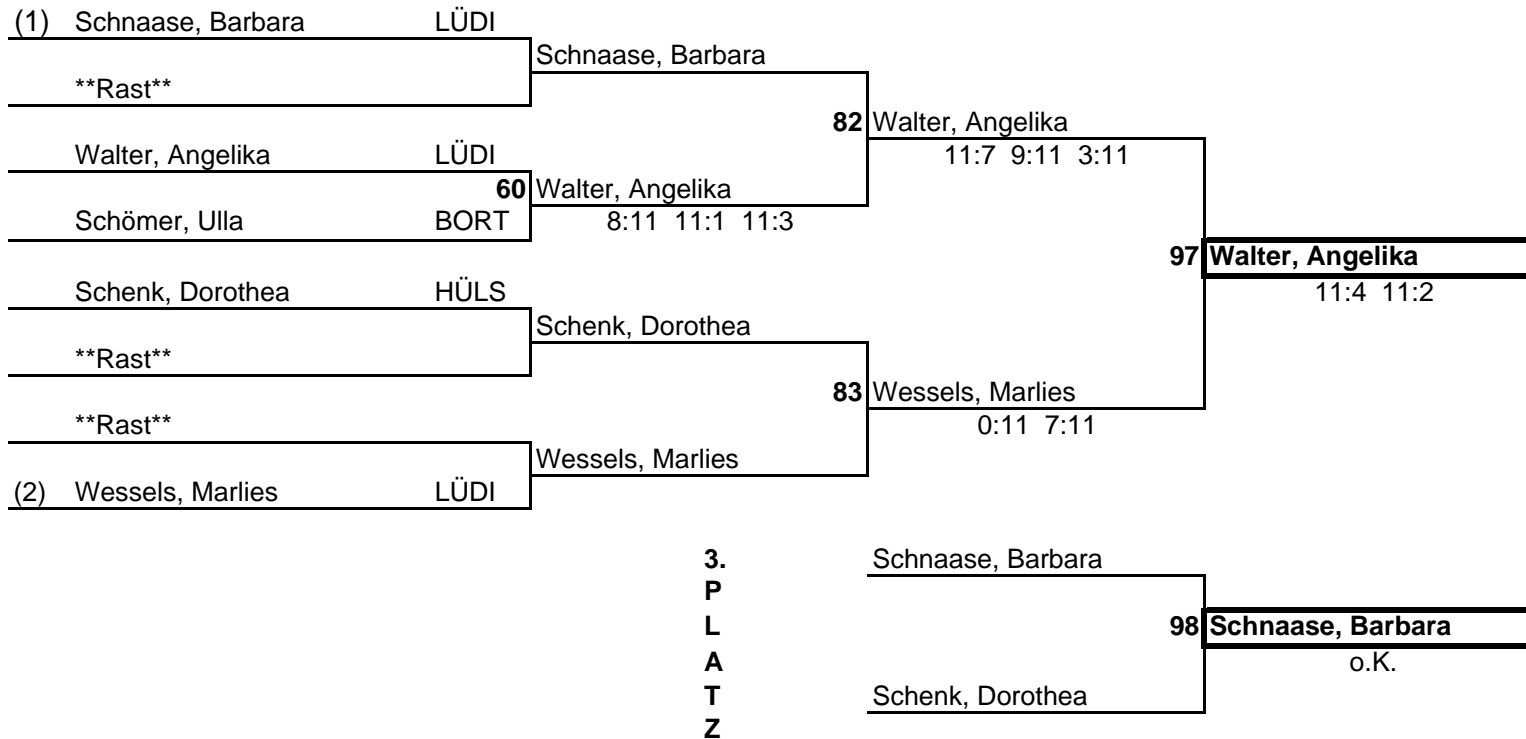 (1) Schnaase, Barbara LÜDI
Schnaase, Barbara
**Rast**
82 Walter, Angelika
Walter, Angelika LÜDI 11:7 9:11 3:11
60 Walter, Angelika
Schömer, Ulla BORT 8:11 11:1 11:3
97 Walter, Angelika
Schenk, Dorothea HÜLS 11:4 11:2
Schenk, Dorothea
**Rast**
83 Wessels, Marlies
**Rast** 0:11 7:11
Wessels, Marlies
(2) Wessels, Marlies LÜDI
3. Schnaase, Barbara
P
L 98 Schnaase, Barbara
A o.K.
T Schenk, Dorothea
Z